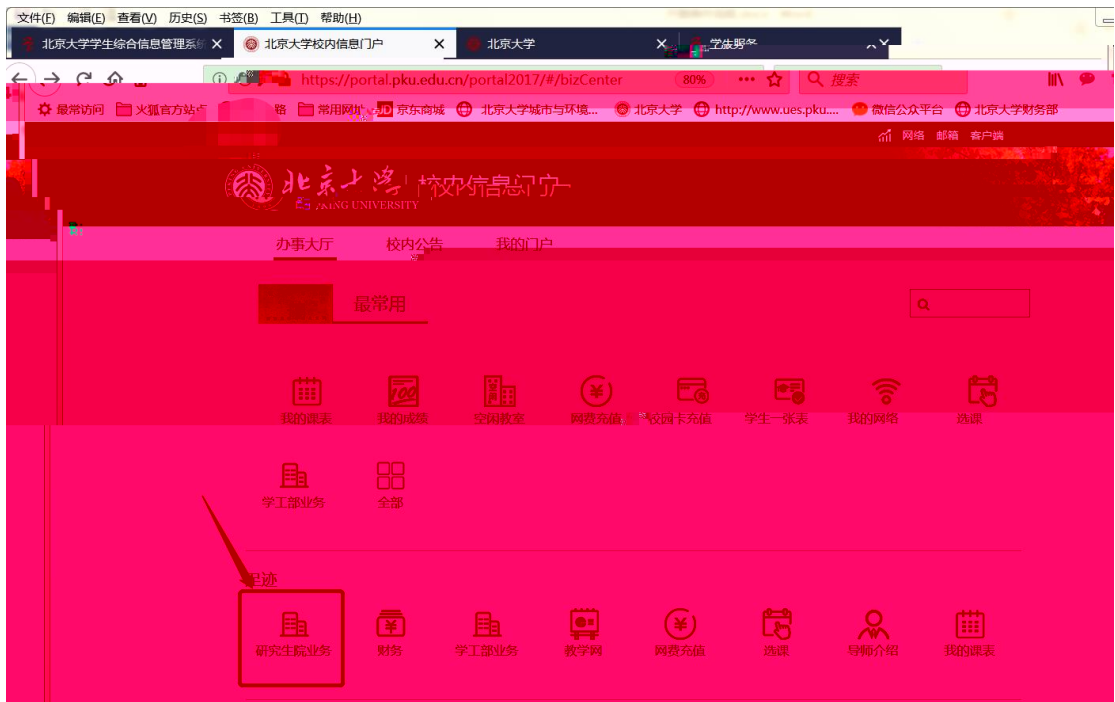 文件(F) 编辑(E) 查看(V) 历史(S) 书签(B) 工具(T) 帮助(H)
北京大学学生综合信息管理系统 北京大学校内信息门户 北京大学
https://portal.pku.edu.cn/portal2017/#/bizCenter 80% 搜索
最常访问 火狐官方站点 常用网址 JD 京东商城 北京大学城市与环境... 北京大学 http://www.ues.pku.... 微信公众平台 北京大学财务部
网络 邮箱 客户端
北京大学 校内信息门户
UNIVERSITY
办事大厅 校内公告 我的门户
最常用
我的课表 我的成绩 空闲教室 网费充值 校园卡充值 学生一张表 我的网络 选课
学工部业务 全部
足迹
研究生院业务 财务 学工部业务 教学网 网费充值 选课 导师介绍 我的课表